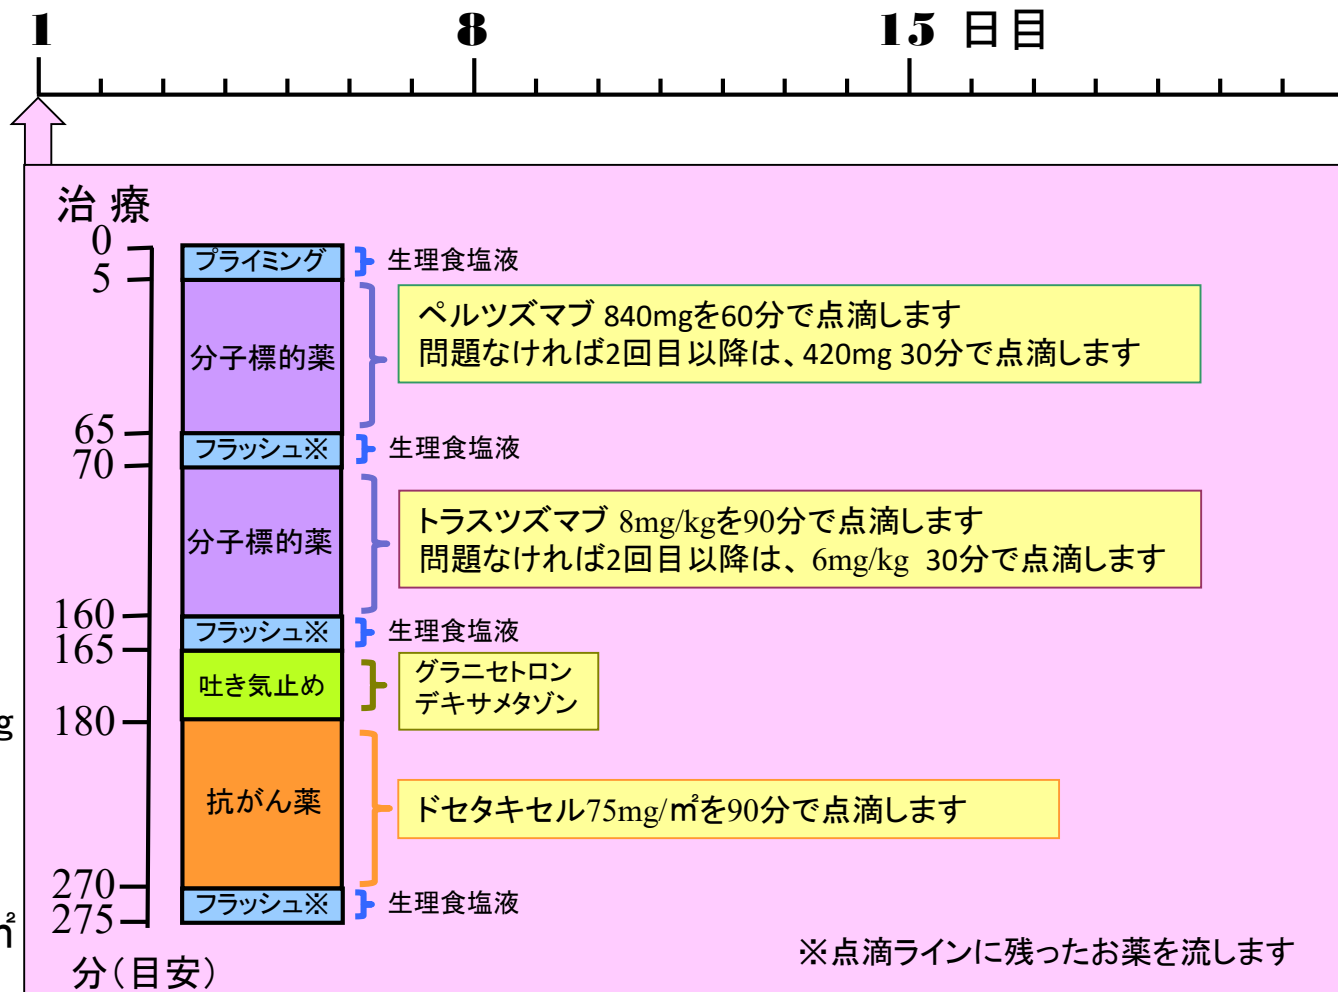 1 8 15 日目
治療
0
プライミング 生理食塩液
5
分子標的薬
ペルツズマブ 840mgを60分で点滴します
問題なければ2回目以降は、420mg 30分で点滴します
65
フラッシュ※ 生理食塩液
70
分子標的薬
トラスツズマブ 8mg/kgを90分で点滴します
問題なければ2回目以降は、 6mg/kg 30分で点滴します
160
フラッシュ※ 生理食塩液
165
吐き気止め
グラニセトロン
デキサメタゾン
180
g
抗がん薬
ドセタキセル75mg/㎡を90分で点滴します
270
フラッシュ※ 生理食塩液
275
㎡
分(目安)
※点滴ラインに残ったお薬を流します